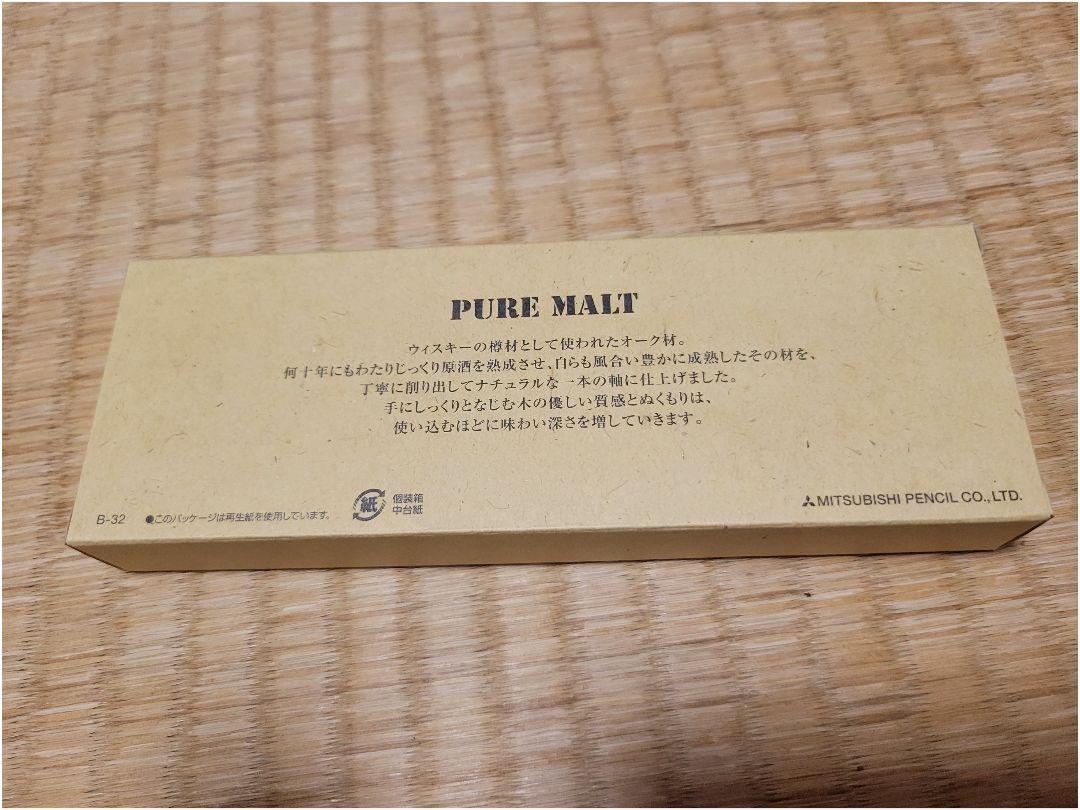 PURE MALT
ウィスキーの樽材として使われたオーク材。
何十年にもわたりじっくり原酒を熟成させ、自らも風合い豊かに成熟したその材を、
丁寧に削り出してナチュラルな一本の軸に仕上げました。
手にしっくりとなじむ木の優しい質感とぬくもりは、
使い込むほどに味わい深さを増していきます。
B-32 ●このパッケージは再生紙を使用しています。
紙
個装箱
中台紙
MITSUBISHI PENCIL CO., LTD.